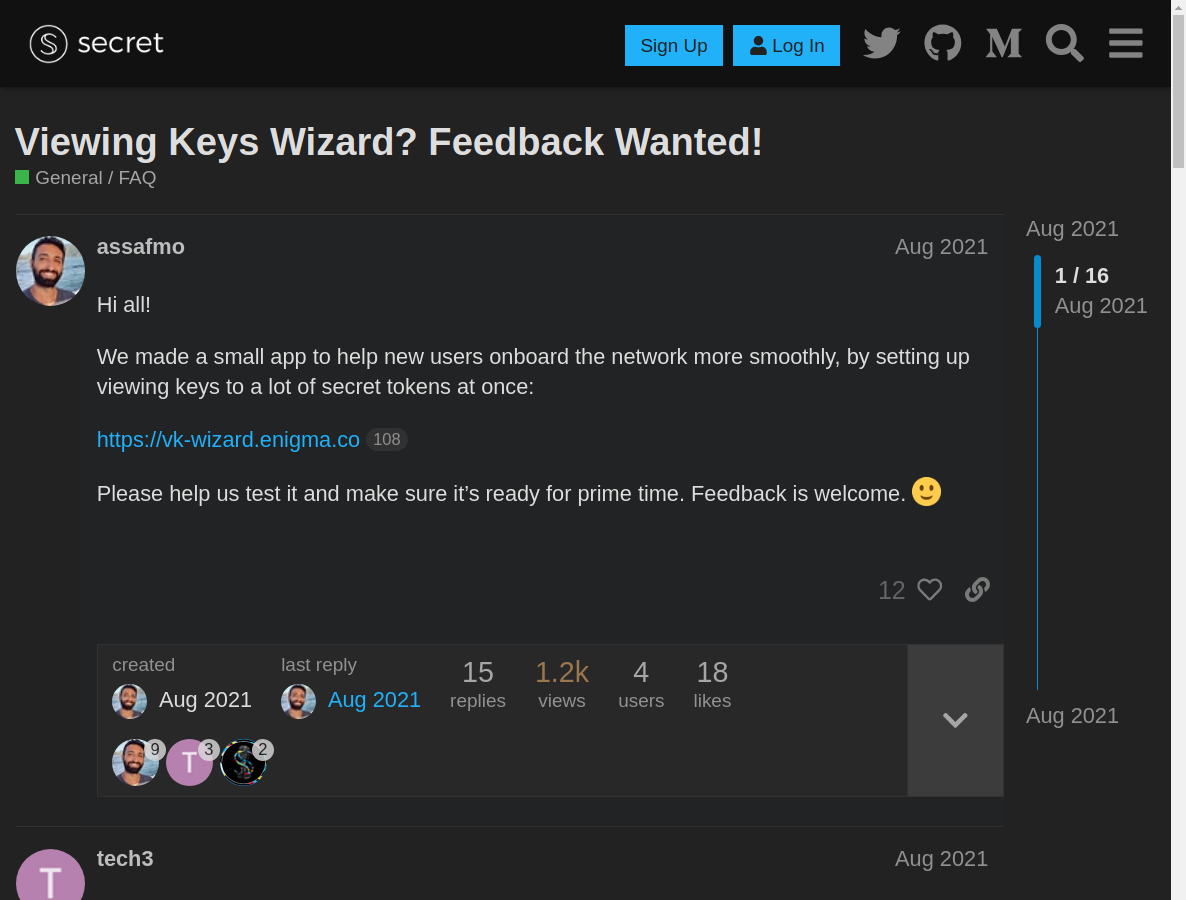 secret
Sign Up
Log In
Viewing Keys Wizard? Feedback Wanted!
General / FAQ
assafmo
Aug 2021
Hi all!
We made a small app to help new users onboard the network more smoothly, by setting up
viewing keys to a lot of secret tokens at once:
https://vk-wizard.enigma.co 108
Please help us test it and make sure it’s ready for prime time. Feedback is welcome.
12
created
Aug 2021
last reply
Aug 2021
15
replies
1.2k
views
4
users
18
likes
9
T 3
2
Aug 2021
1 / 16
Aug 2021
Aug 2021
T
tech3
Aug 2021